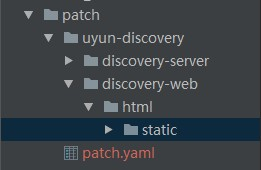 patch
uyun-discovery
discovery-server
discovery-web
html
static
patch.yaml